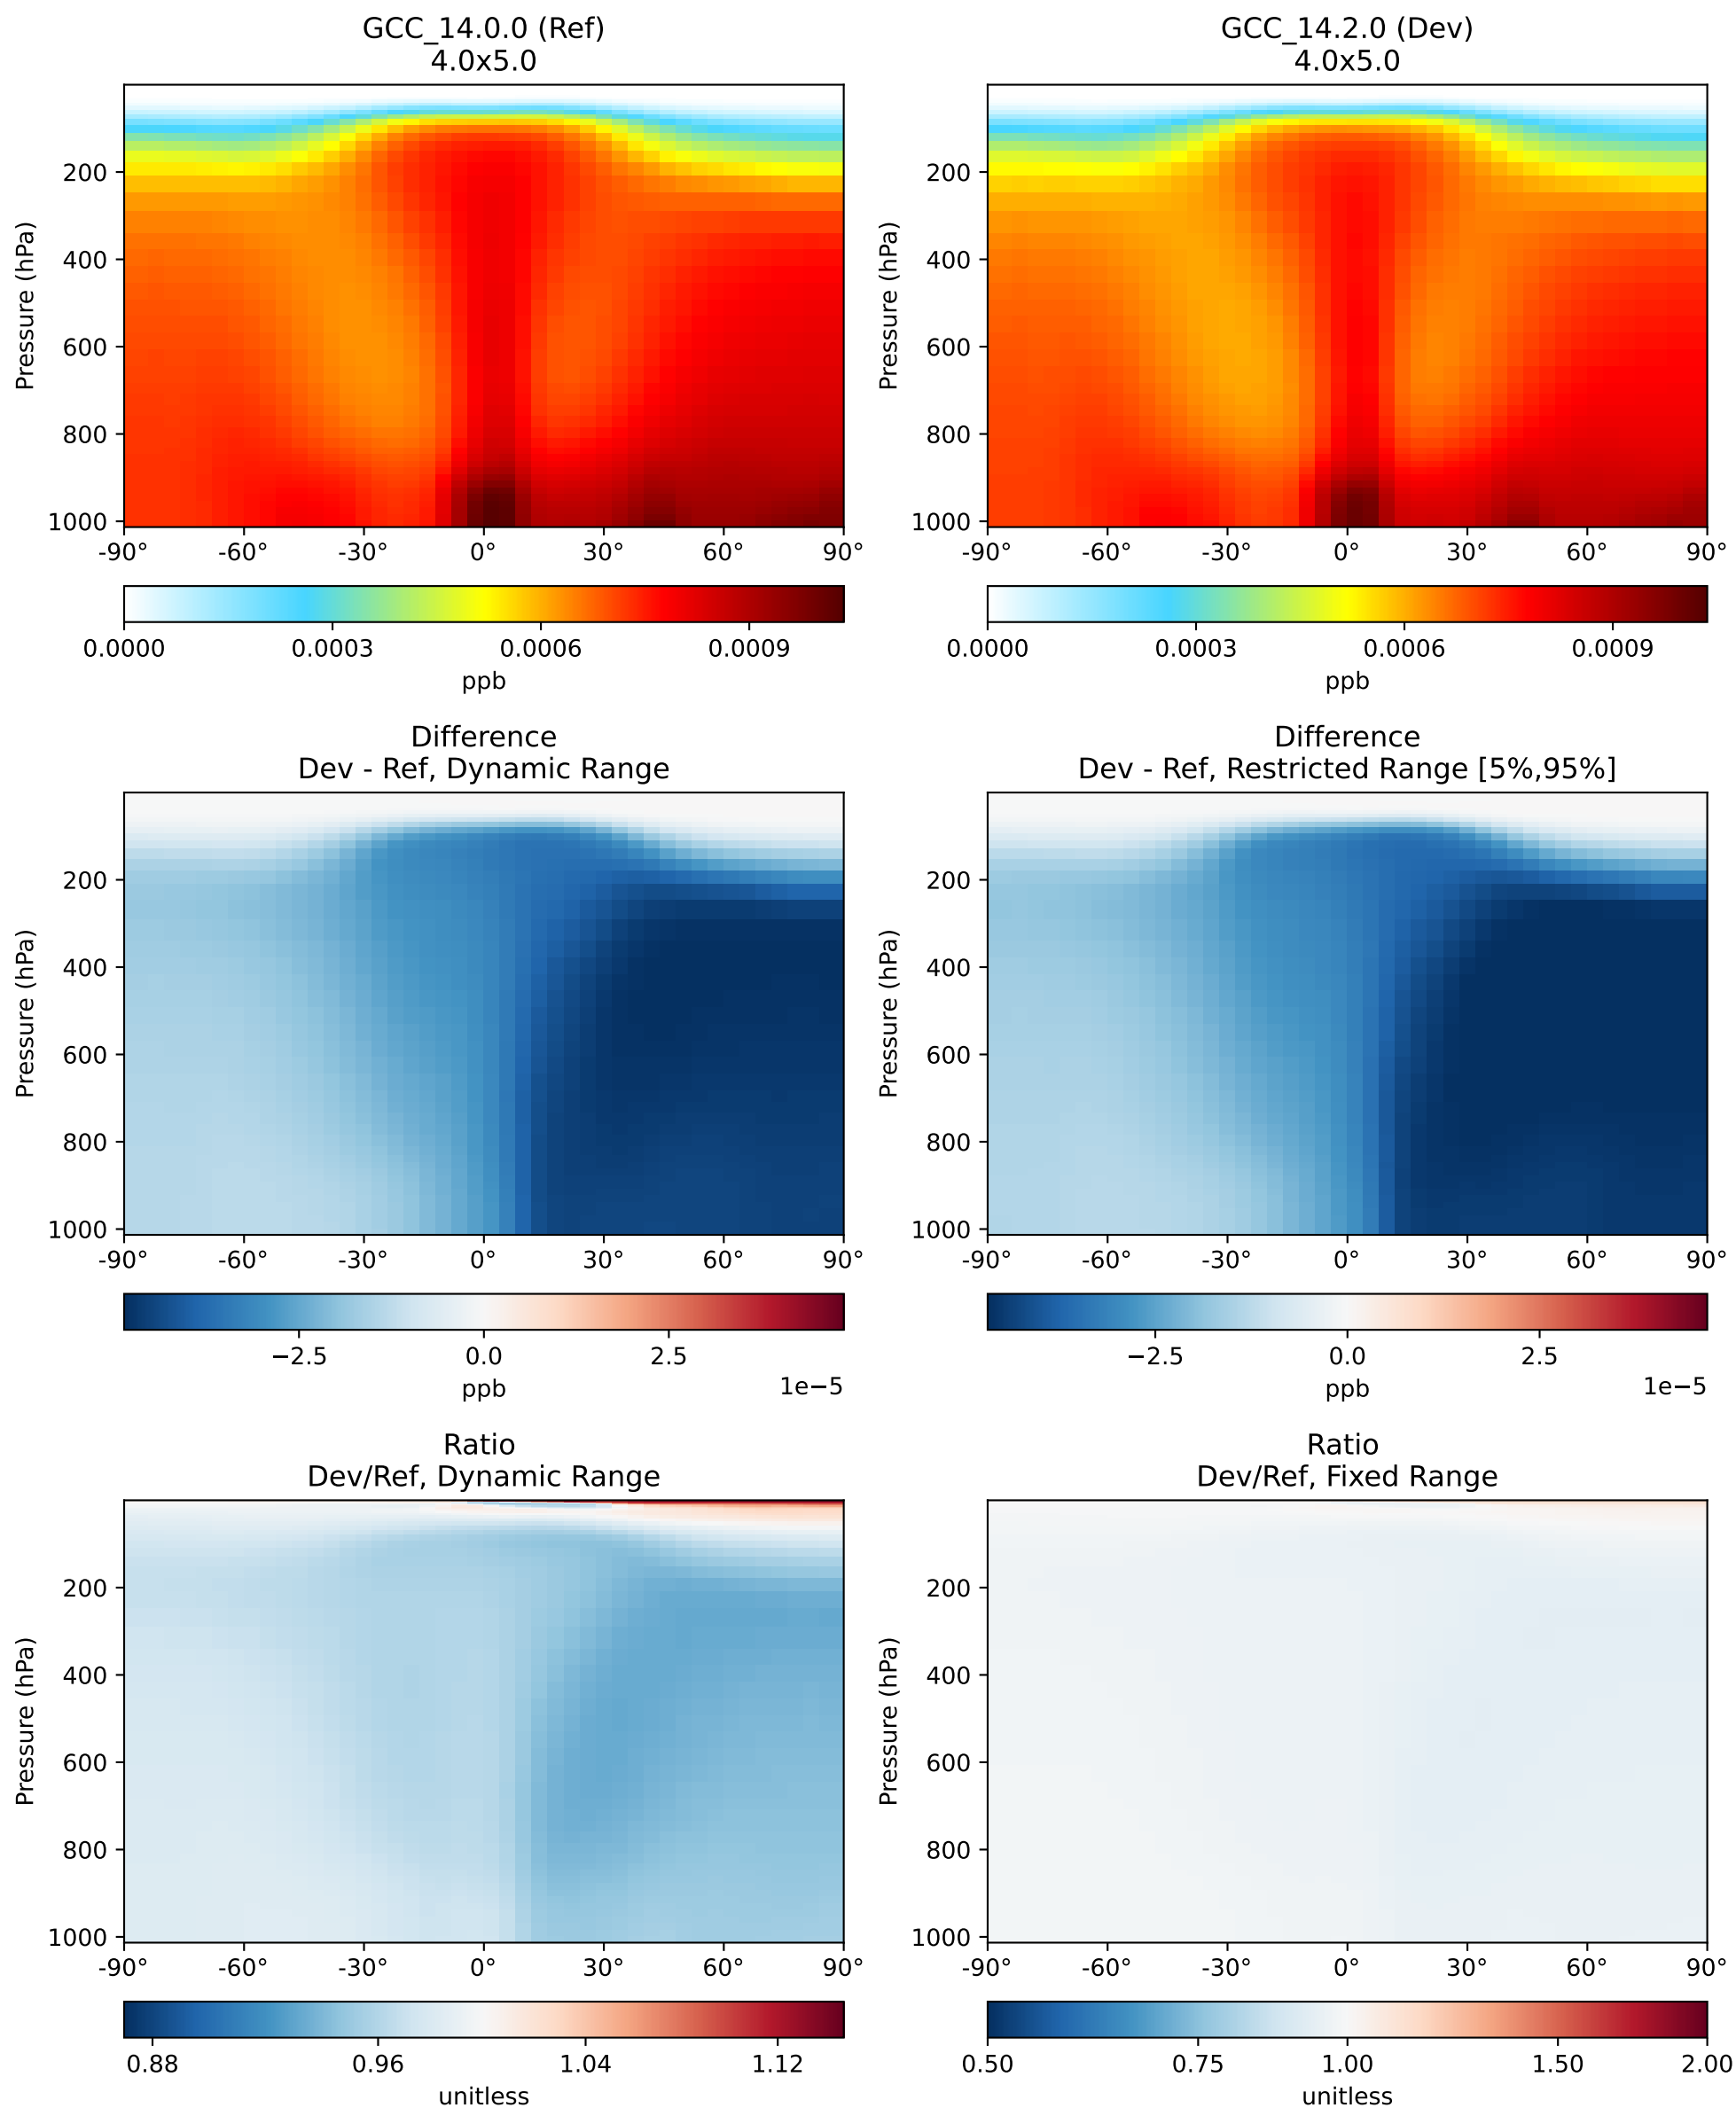 GCC_14.0.0 (Ref)
4.0x5.0
Pressure (hPa)
200
400
600
800
1000
-90° -60° -30° 0° 30° 60° 90°
0.0000 0.0003 0.0006 0.0009
ppb
GCC_14.2.0 (Dev)
4.0x5.0
Pressure (hPa)
200
400
600
800
1000
-90° -60° -30° 0° 30° 60° 90°
0.0000 0.0003 0.0006 0.0009
ppb
Difference
Dev - Ref, Dynamic Range
Pressure (hPa)
200
400
600
800
1000
-90° -60° -30° 0° 30° 60° 90°
−2.5 0.0 2.5
ppb 1e−5
Difference
Dev - Ref, Restricted Range [5%,95%]
Pressure (hPa)
200
400
600
800
1000
-90° -60° -30° 0° 30° 60° 90°
−2.5 0.0 2.5
ppb 1e−5
Ratio
Dev/Ref, Dynamic Range
Pressure (hPa)
200
400
600
800
1000
-90° -60° -30° 0° 30° 60° 90°
0.88 0.96 1.04 1.12
unitless
Ratio
Dev/Ref, Fixed Range
Pressure (hPa)
200
400
600
800
1000
-90° -60° -30° 0° 30° 60° 90°
0.50 0.75 1.00 1.50 2.00
unitless